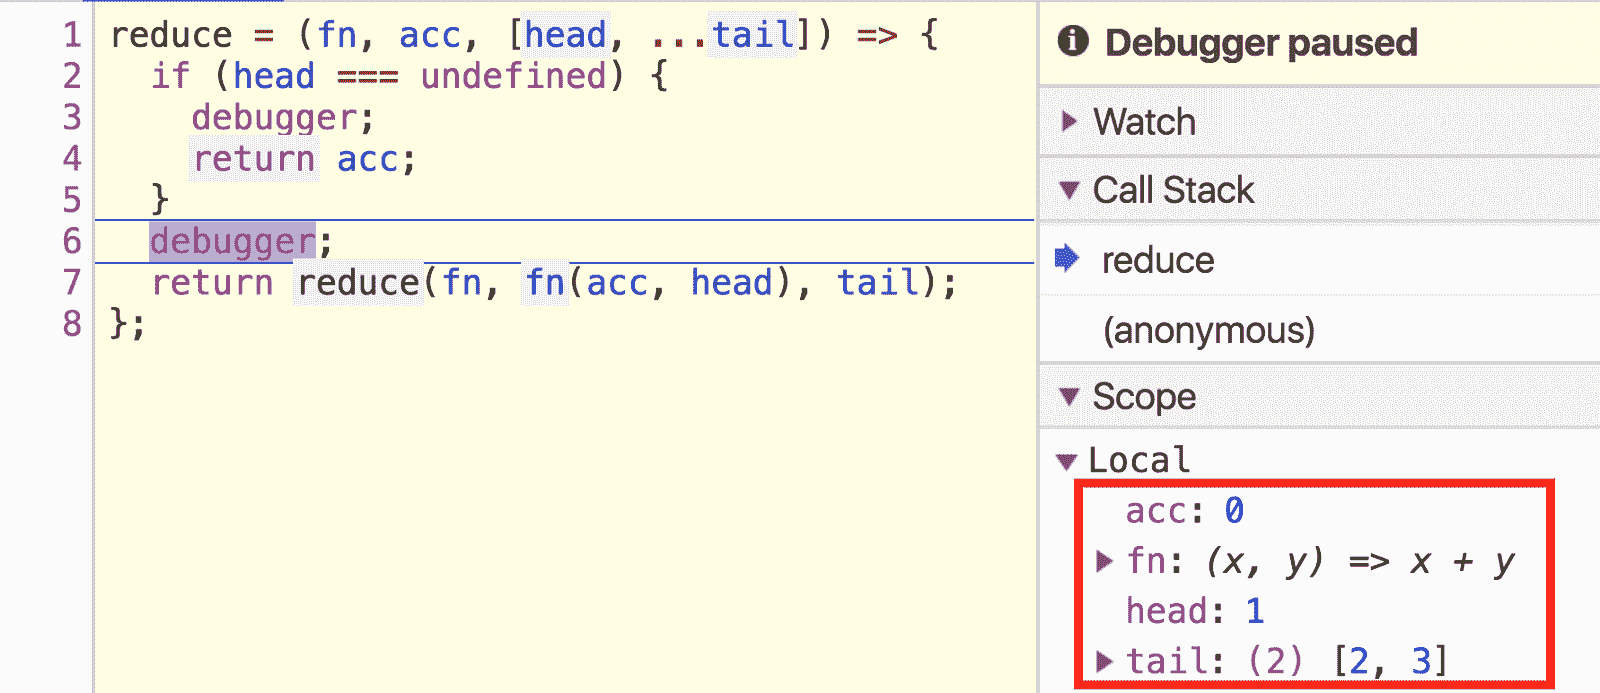 1 reduce = (fn, acc, [head, ...tail]) => {
2   if (head === undefined) {
3     debugger;
4     return acc;
5   }
6   debugger;
7   return reduce(fn, fn(acc, head), tail);
8 };
Debugger paused
Watch
Call Stack
reduce
(anonymous)
Scope
Local
acc: 0
fn: (x, y) => x + y
head: 1
tail: (2) [2, 3]